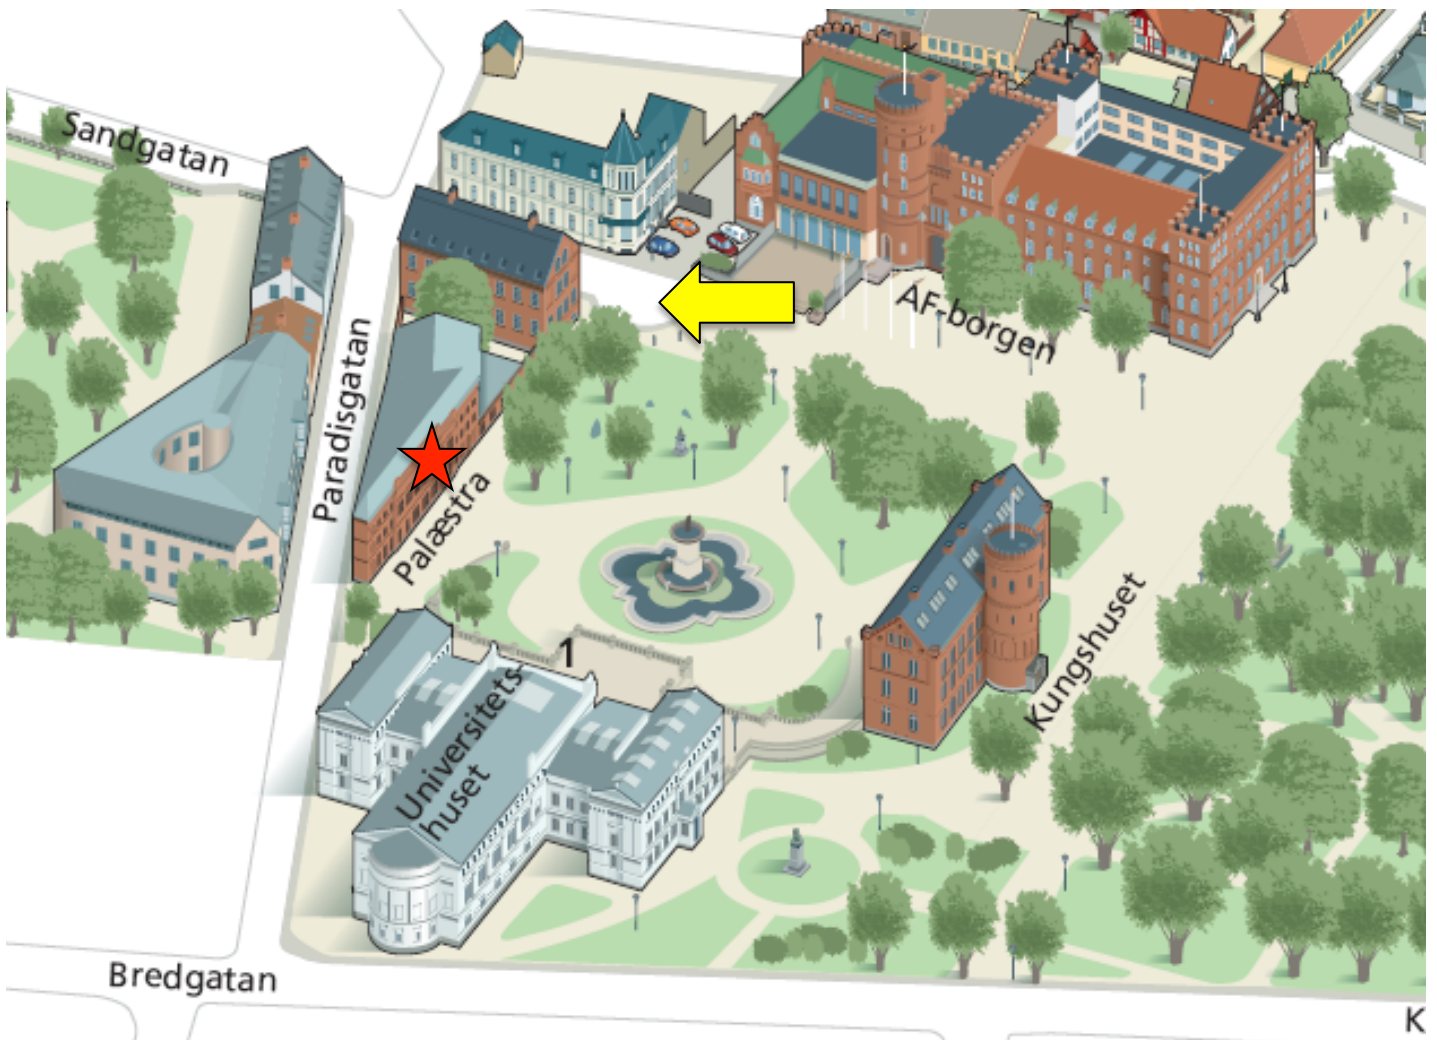 Sandgatan
AF-borgen
Paradisgatan
Palæstra
Kungshuset
1
Universitets-
huset
Bredgatan
K